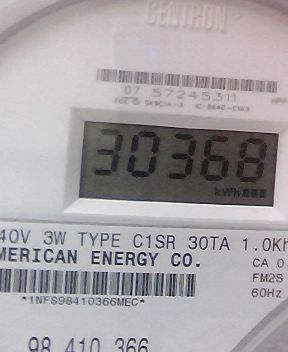 CENTRON
07 57245311
30368
kWh
40V 3W TYPE C1SR 30TA 1.0Kh
MERICAN ENERGY CO.
CA 0.
FM2S
*1NFS98410366MEC*
60Hz
98 410 366